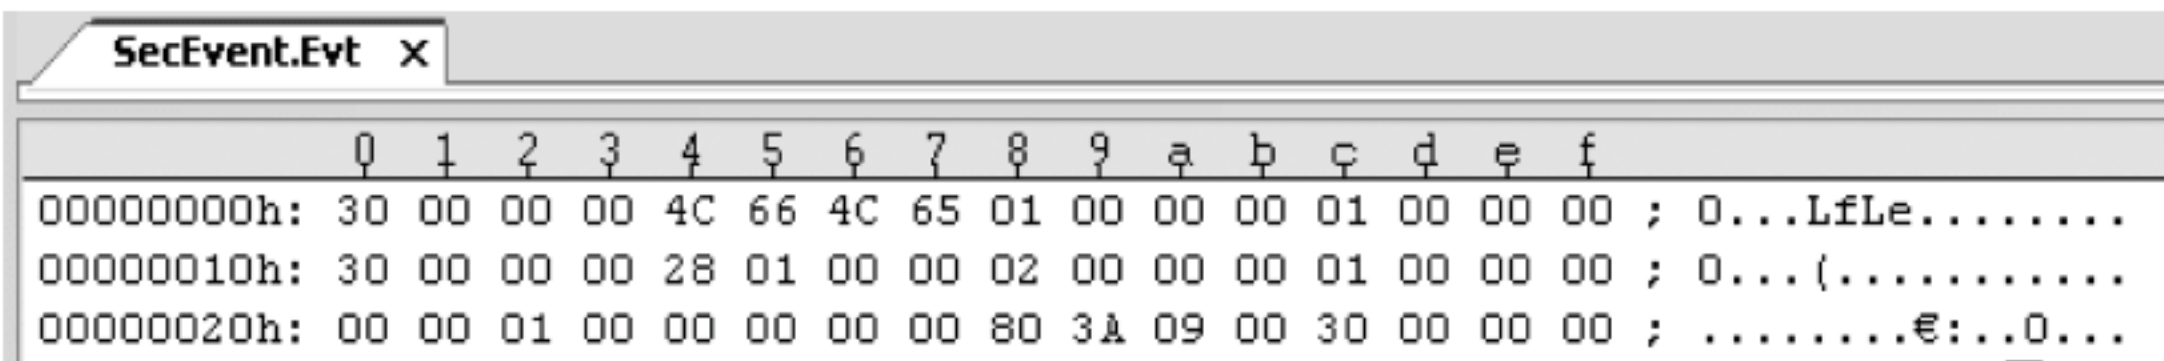 SecEvent.Evt X
0 1 2 3 4 5 6 7 8 9 a b c d e f
00000000h: 30 00 00 00 4C 66 4C 65 01 00 00 00 01 00 00 00 ; 0...LfLe........
00000010h: 30 00 00 00 28 01 00 00 02 00 00 00 01 00 00 00 ; 0...(...........
00000020h: 00 00 01 00 00 00 00 00 80 3A 09 00 30 00 00 00 ; ........€:..0...